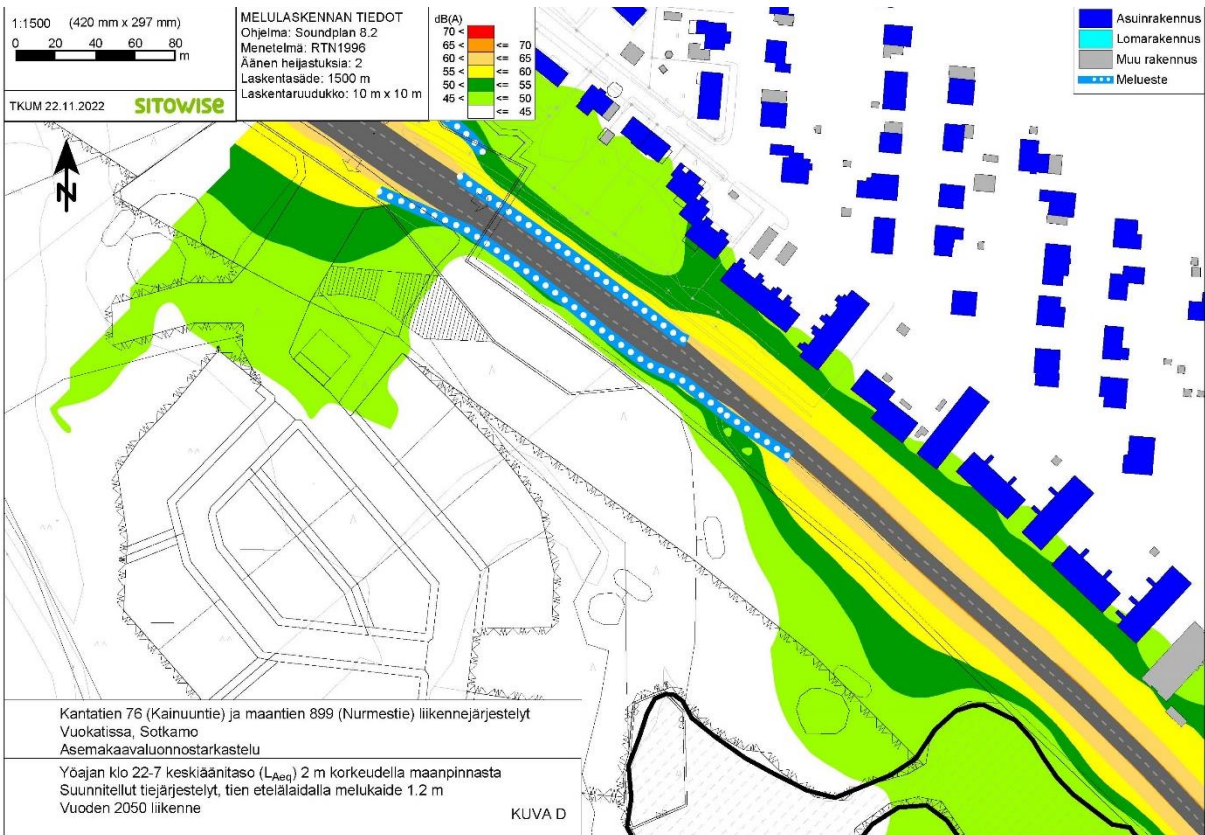 1:1500 (420 mm x 297 mm)
0 20 40 60 80
m
TKUM 22.11.2022 SITOWISE
MELULASKENNAN TIEDOT
Ohjelma: Soundplan 8.2
Menetelmä: RTN1996
Äänen heijastuksia: 2
Laskentasäde: 1500 m
Laskentaruudukko: 10 m x 10 m
dB(A)
70 <
65 < <= 70
60 < <= 65
55 < <= 60
50 < <= 55
45 < <= 50
<= 45
Asuinrakennus
Lomarakennus
Muu rakennus
Melueste
N
Kantatien 76 (Kainuuntie) ja maantien 899 (Nurmestie) liikennejärjestelyt
Vuokatissa, Sotkamo
Asemakaavaluonnostarkastelu
Yöajan klo 22-7 keskiäänitaso (LAeq) 2 m korkeudella maanpinnasta
Suunnitellut tiejärjestelyt, tien etelälaidalla melukaide 1.2 m
Vuoden 2050 liikenne
KUVA D